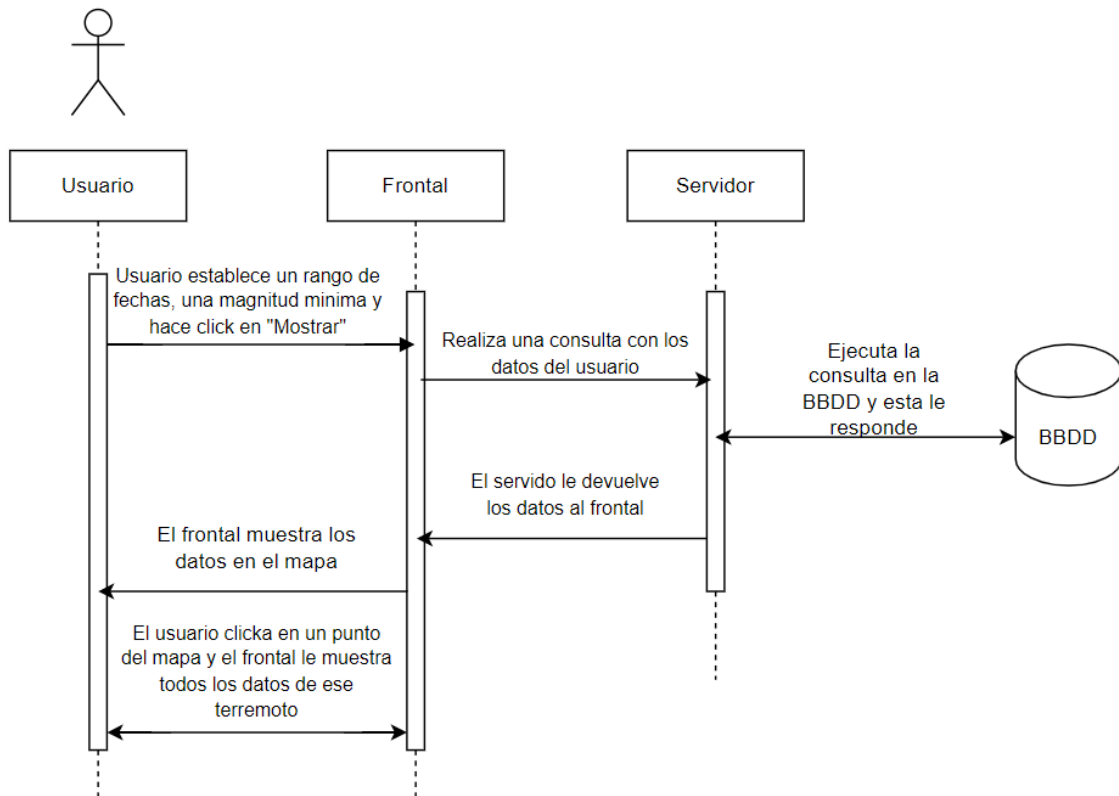 Usuario
Frontal
Servidor
Usuario establece un rango de
fechas, una magnitud minima y
hace click en "Mostrar"
Realiza una consulta con los
datos del usuario
Ejecuta la
consulta en la
BBDD y esta le
responde
BBDD
El servido le devuelve
los datos al frontal
El frontal muestra los
datos en el mapa
El usuario clicka en un punto
del mapa y el frontal le muestra
todos los datos de ese
terremoto